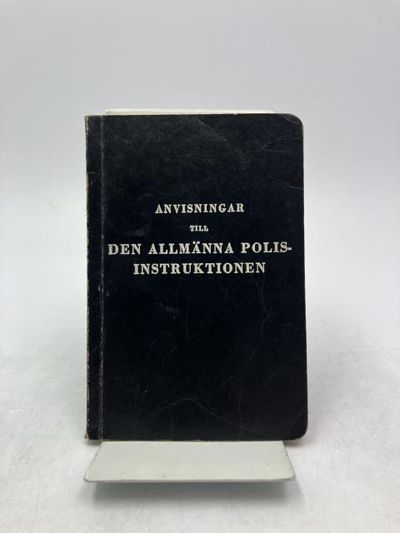 ANVISNINGAR
TILL
DEN ALLMÄNNA POLIS-
INSTRUKTIONEN